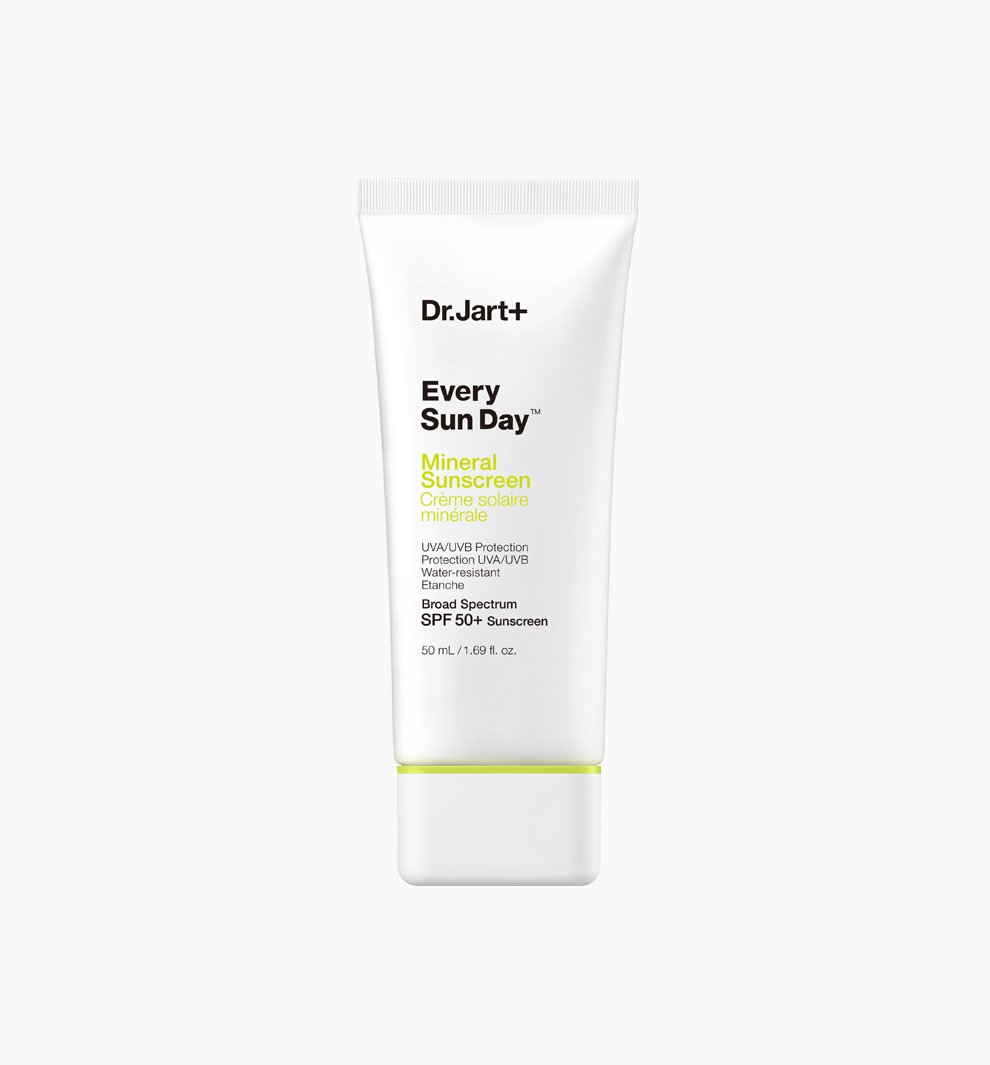 Dr.Jart+
Every
Sun Day™
Mineral
Sunscreen
Crème solaire
minérale
UVA/UVB Protection
Protection UVA/UVB
Water-resistant
Etanche
Broad Spectrum
SPF 50+ Sunscreen
50 mL / 1.69 fl. oz.